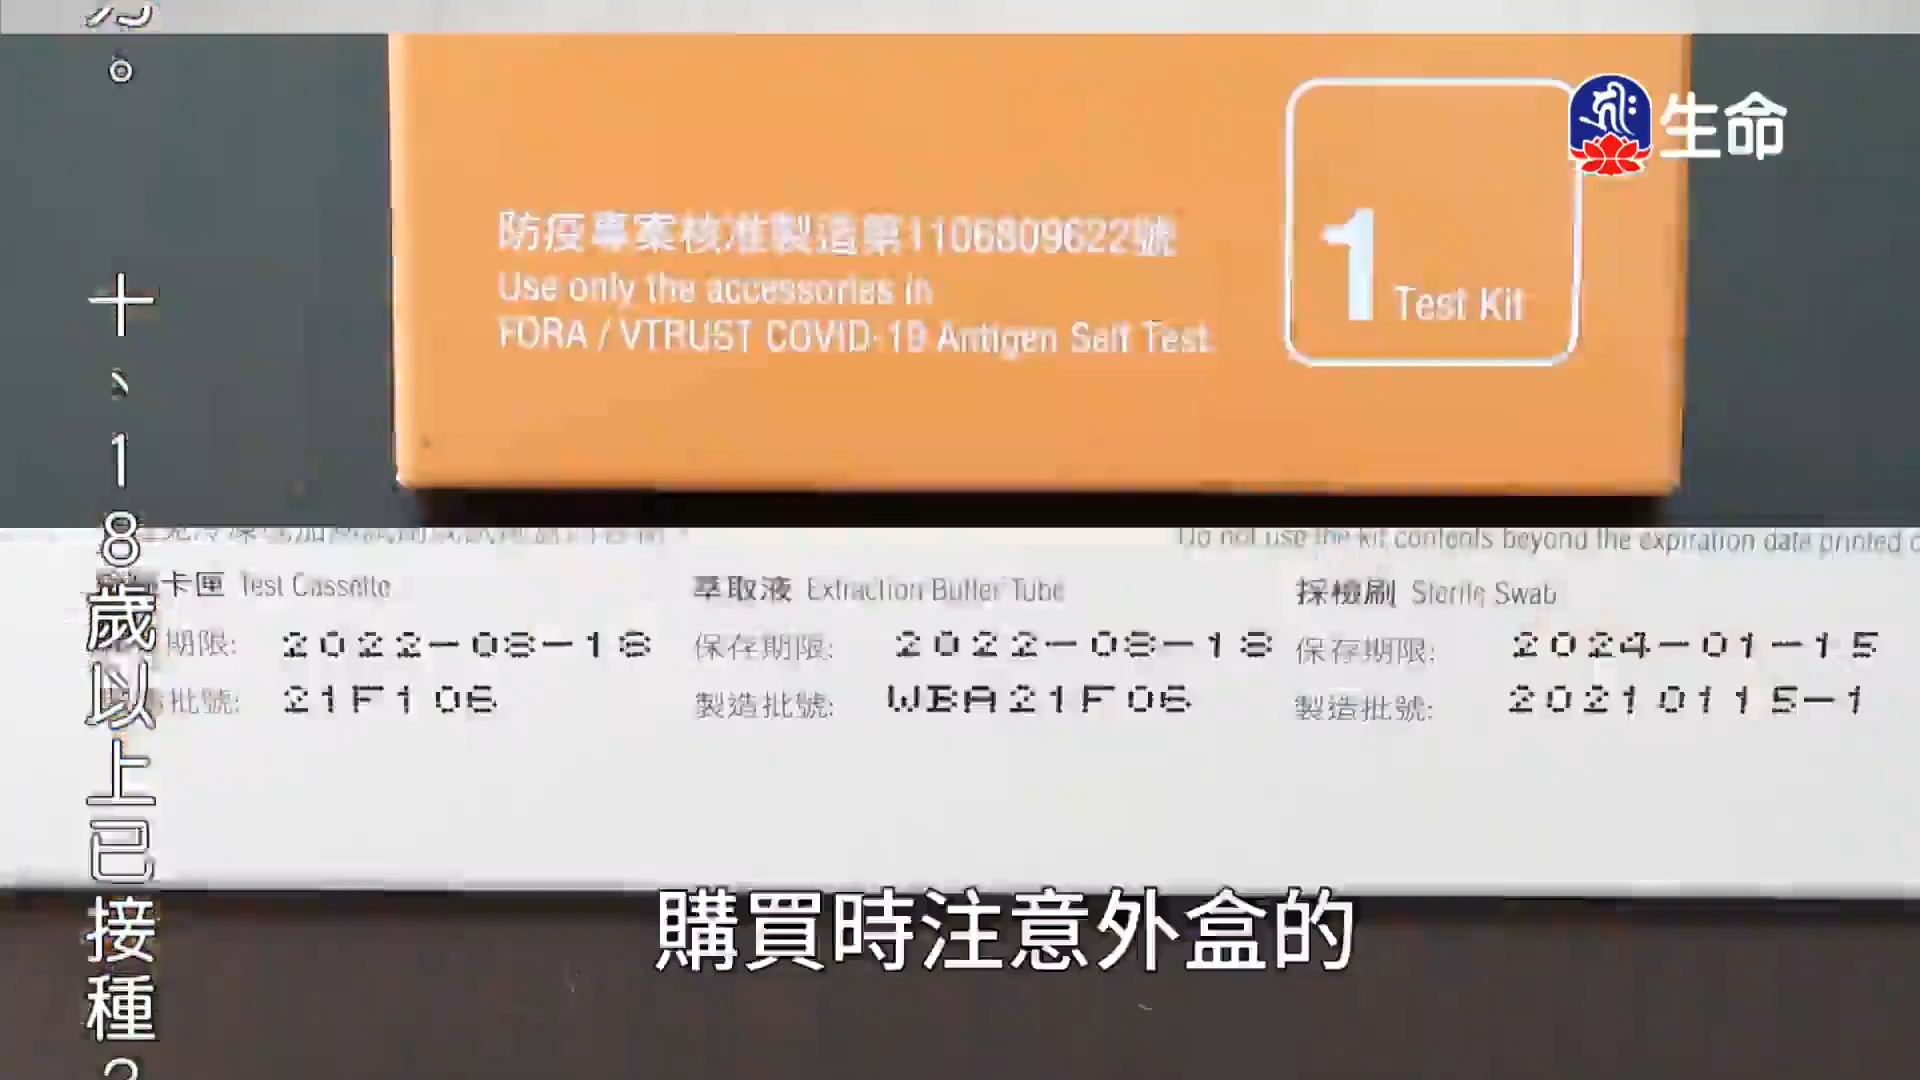 生命
防疫專案核准製造第1106809622號
Use only the accessories in
FORA / VTRUST COVID-19 Antigen Self Test
1 Test Kit
Do not use the kit contents beyond the expiration date printed
卡匣 Test Cassette
期限: 2022-08-18
批號: 21F106
萃取液 Extraction Buffer Tube
保存期限: 2022-08-18
製造批號: WBA21F06
採檢刷 Sterile Swab
保存期限: 2024-01-15
製造批號: 20210115-1
十、18歲以上已接種
購買時注意外盒的